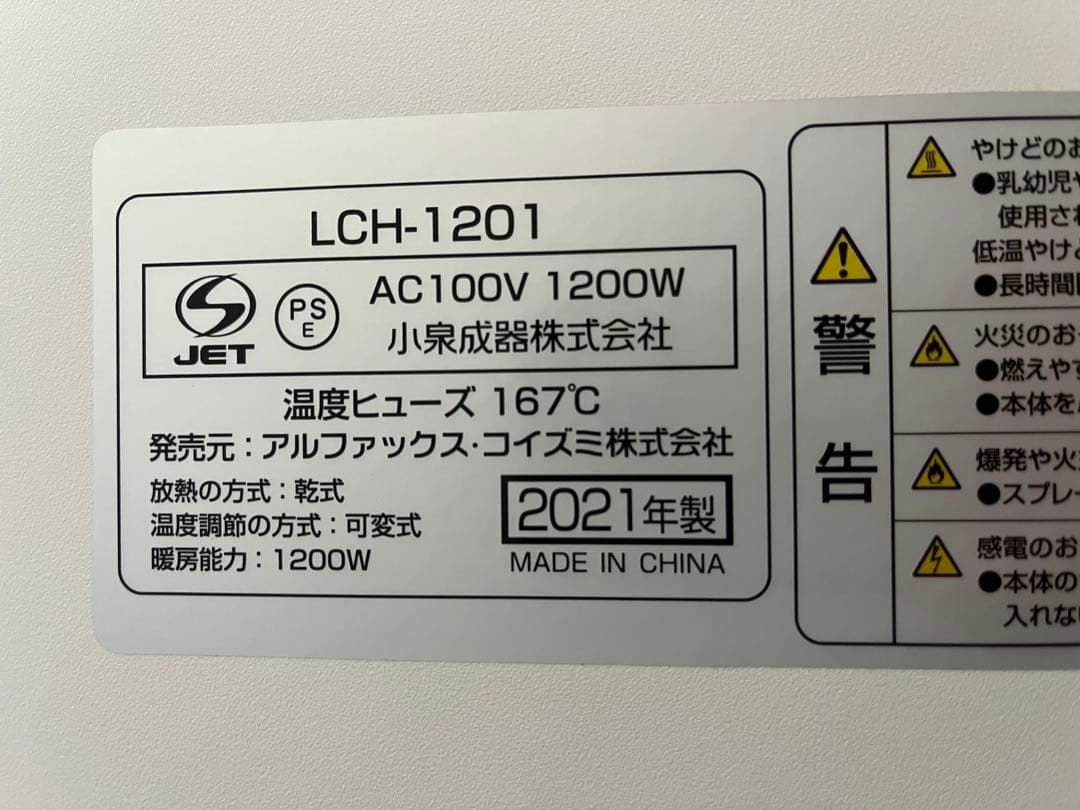 LCH-1201
JET
PS
E
AC100V 1200W
小泉成器株式会社
温度ヒューズ 167℃
発売元：アルファックス・コイズミ株式会社
放熱の方式：乾式
温度調節の方式：可変式
暖房能力：1200W
2021年製
MADE IN CHINA
警告
やけどのお
●乳幼児や
使用され
低温やけど
●長時間
火災のお
●燃えやす
●本体を
爆発や火
●スプレー
感電のお
●本体の
入れな